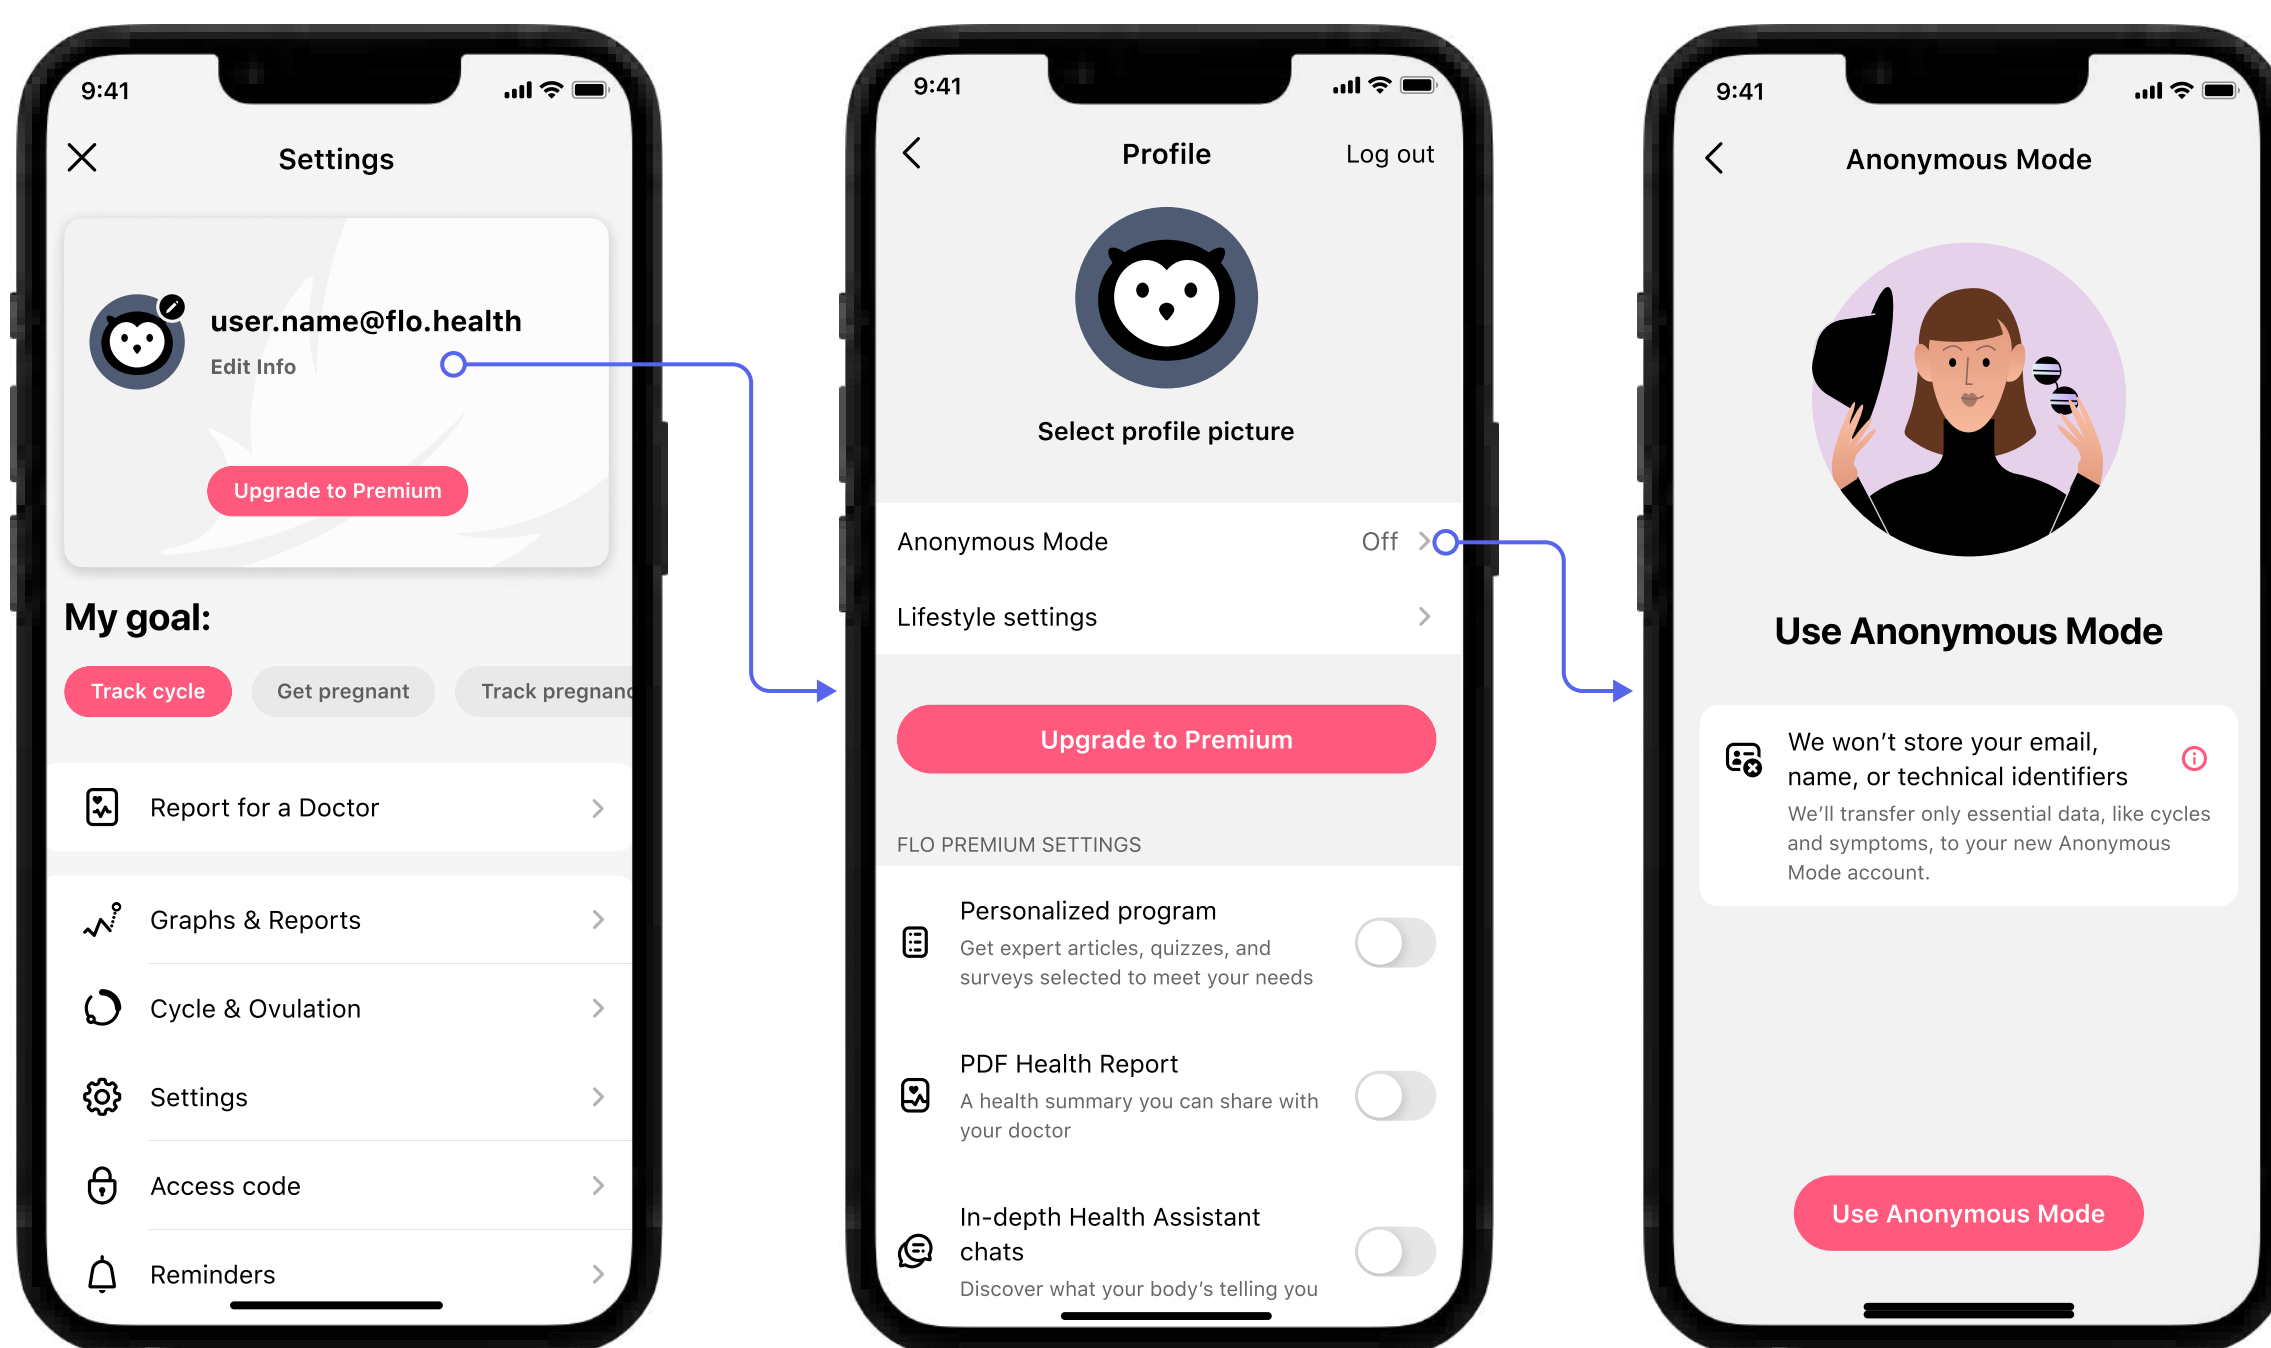 9:41
Settings
user.name@flo.health
Edit Info
Upgrade to Premium
My goal:
Track cycle
Get pregnant
Track pregnanc
Report for a Doctor
Graphs & Reports
Cycle & Ovulation
Settings
Access code
Reminders
9:41
Profile
Log out
Select profile picture
Anonymous Mode
Off
Lifestyle settings
Upgrade to Premium
FLO PREMIUM SETTINGS
Personalized program
Get expert articles, quizzes, and
surveys selected to meet your needs
PDF Health Report
A health summary you can share with
your doctor
In-depth Health Assistant
chats
Discover what your body’s telling you
9:41
Anonymous Mode
Use Anonymous Mode
We won’t store your email,
name, or technical identifiers
We’ll transfer only essential data, like cycles
and symptoms, to your new Anonymous
Mode account.
Use Anonymous Mode